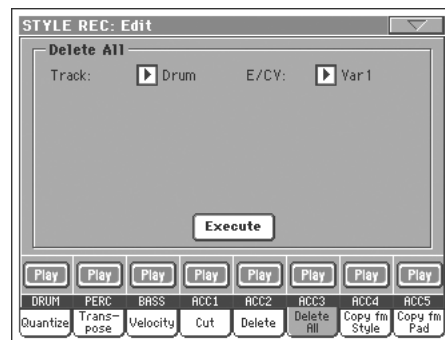 STYLE REC: Edit
Delete All
Track: Drum E/CV: Var1
Execute
Play Play Play Play Play Play Play Play
DRUM PERC BASS ACC1 ACC2 ACC3 ACC4 ACC5
Quantize Trans-pose Velocity Cut Delete Delete All Copy fm Style Copy fm Pad